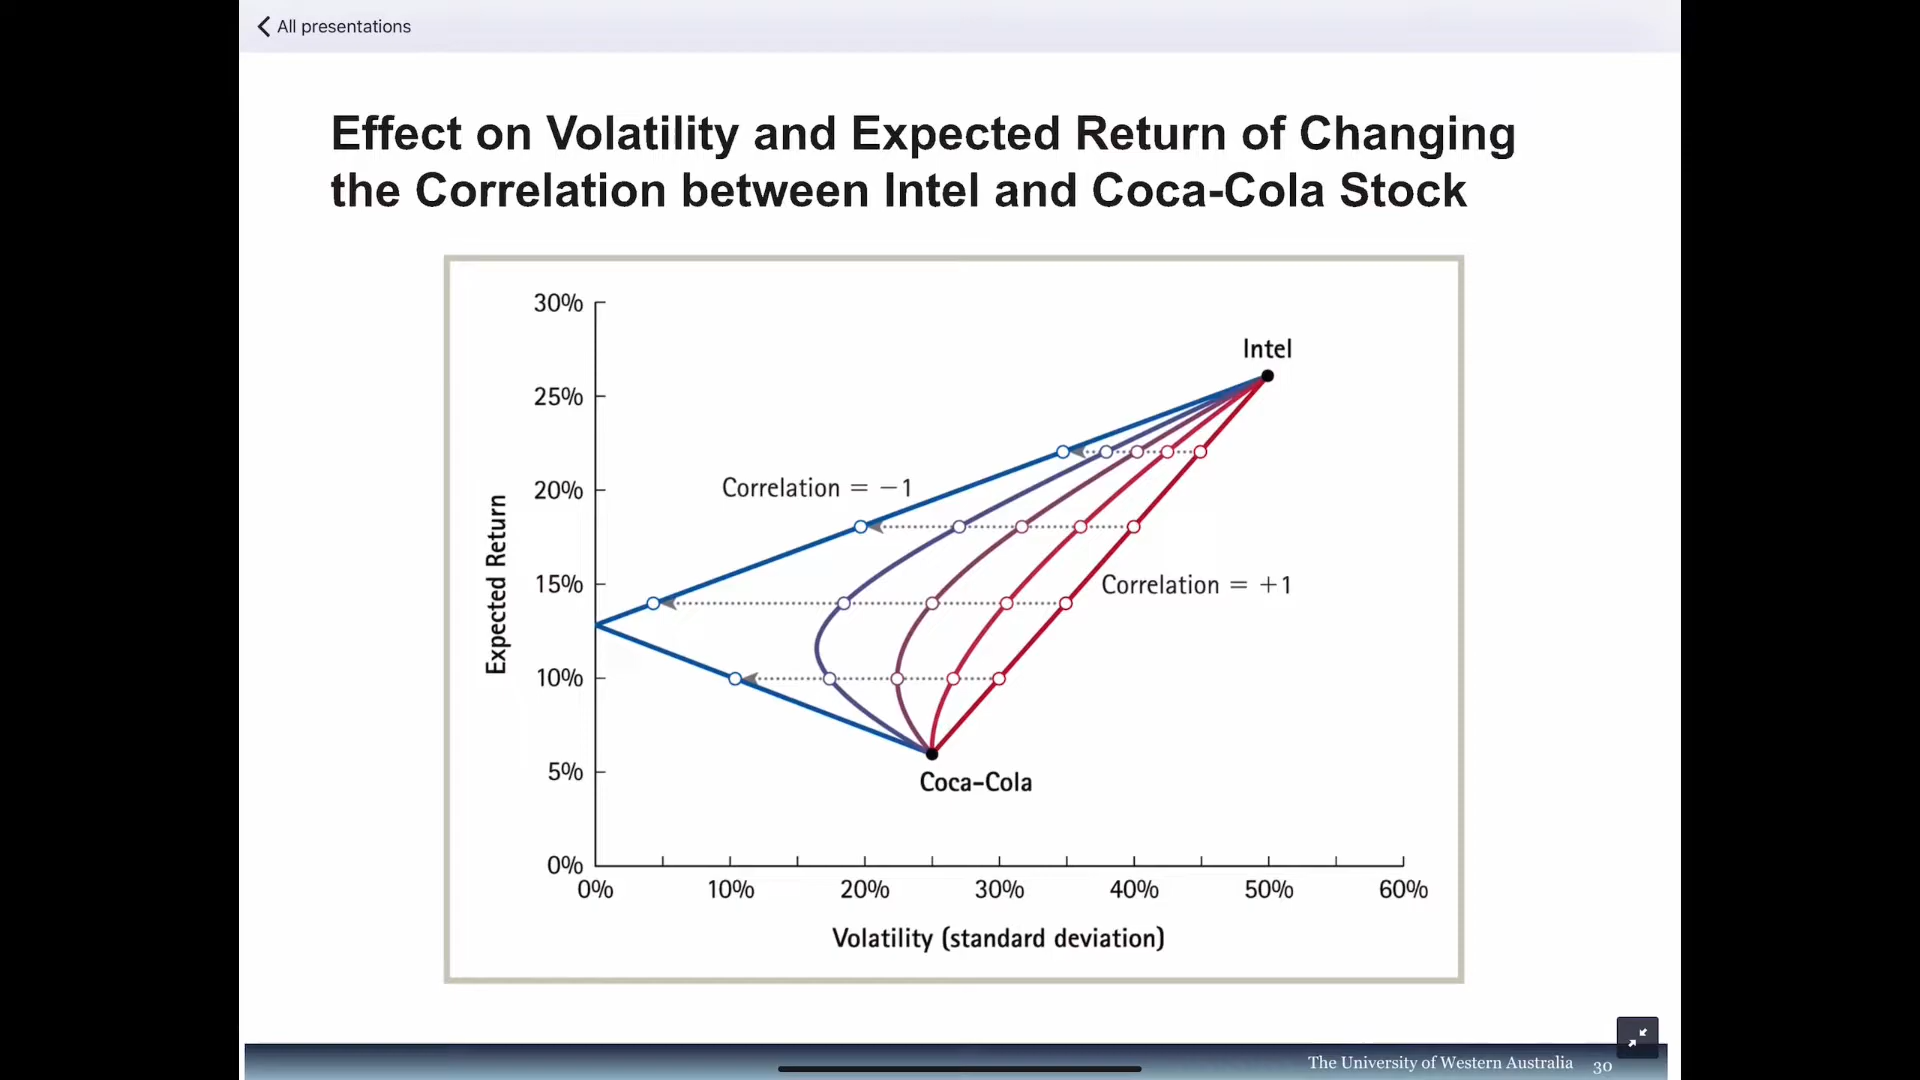 All presentations
Effect on Volatility and Expected Return of Changing
the Correlation between Intel and Coca-Cola Stock
30%
Intel
25%
Correlation = −1
20%
Expected Return
15%
Correlation = +1
10%
5%
Coca-Cola
0%
0% 10% 20% 30% 40% 50% 60%
Volatility (standard deviation)
The University of Western Australia 30